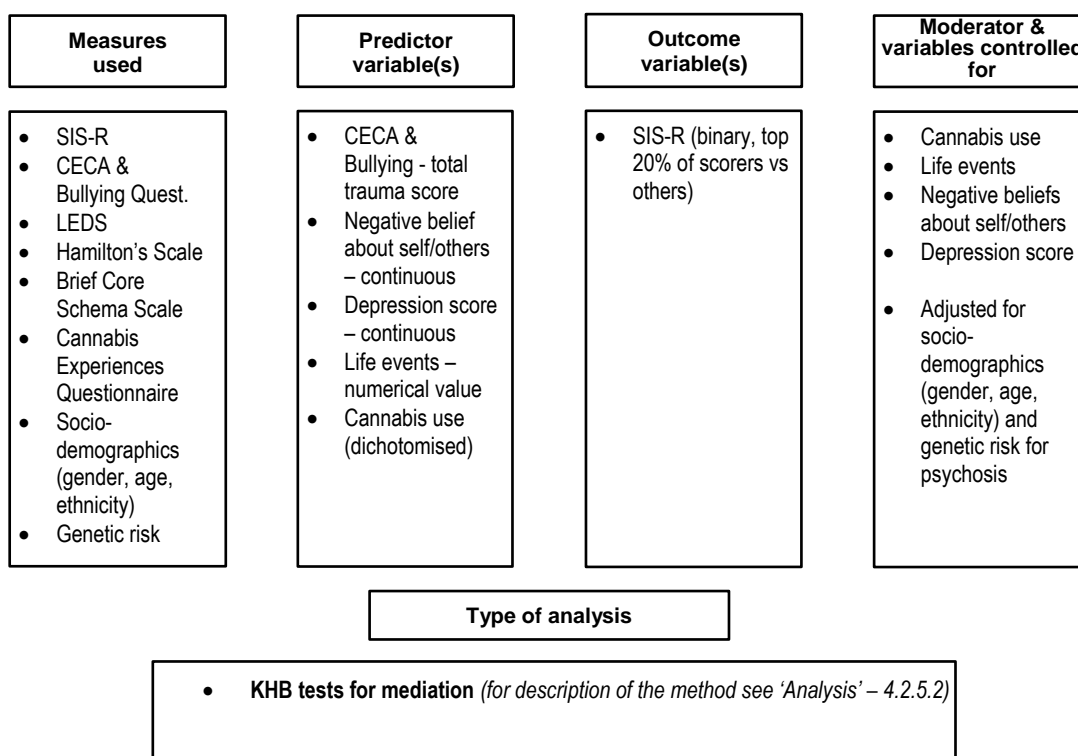 Measures
used
Predictor
variable(s)
Outcome
variable(s)
Moderator &
variables controlled
for
• SIS-R
• CECA &
Bullying Quest.
• LEDS
• Hamilton's Scale
• Brief Core
Schema Scale
• Cannabis
Experiences
Questionnaire
• Socio-
demographics
(gender, age,
ethnicity)
• Genetic risk
• CECA &
Bullying - total
trauma score
• Negative belief
about self/others
– continuous
• Depression score
– continuous
• Life events –
numerical value
• Cannabis use
(dichotomised)
• SIS-R (binary, top
20% of scorers vs
others)
• Cannabis use
• Life events
• Negative beliefs
about self/others
• Depression score
• Adjusted for
socio-
demographics
(gender, age,
ethnicity) and
genetic risk for
psychosis
Type of analysis
• KHB tests for mediation (for description of the method see 'Analysis' – 4.2.5.2)